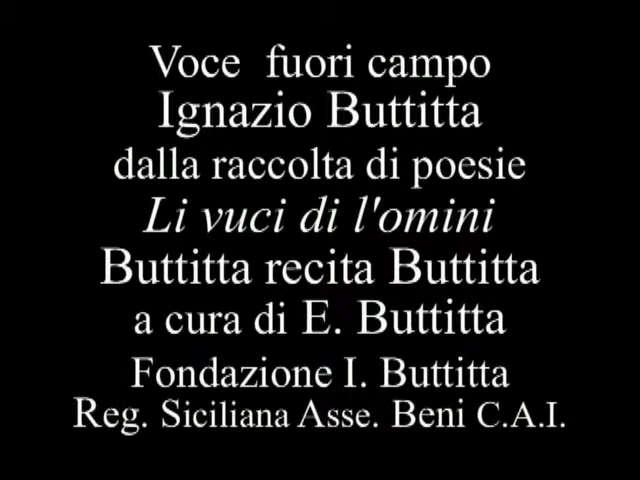 Voce fuori campo
Ignazio Buttitta
dalla raccolta di poesie
Li vuci di l'omini
Buttitta recita Buttitta
a cura di E. Buttitta
Fondazione I. Buttitta
Reg. Siciliana Asse. Beni C.A.I.